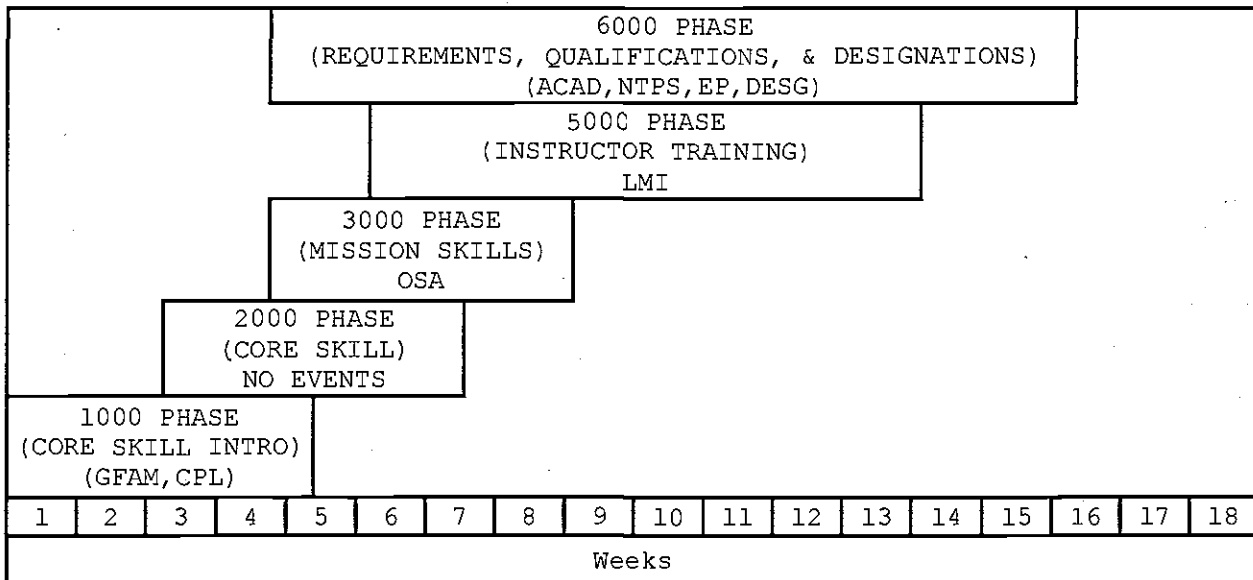 6000 PHASE
(REQUIREMENTS, QUALIFICATIONS, & DESIGNATIONS)
(ACAD,NTPS,EP,DESG)
5000 PHASE
(INSTRUCTOR TRAINING)
LMI
3000 PHASE
(MISSION SKILLS)
OSA
2000 PHASE
(CORE SKILL)
NO EVENTS
1000 PHASE
(CORE SKILL INTRO)
(GFAM,CPL)
1 2 3 4 5 6 7 8 9 10 11 12 13 14 15 16 17 18
Weeks